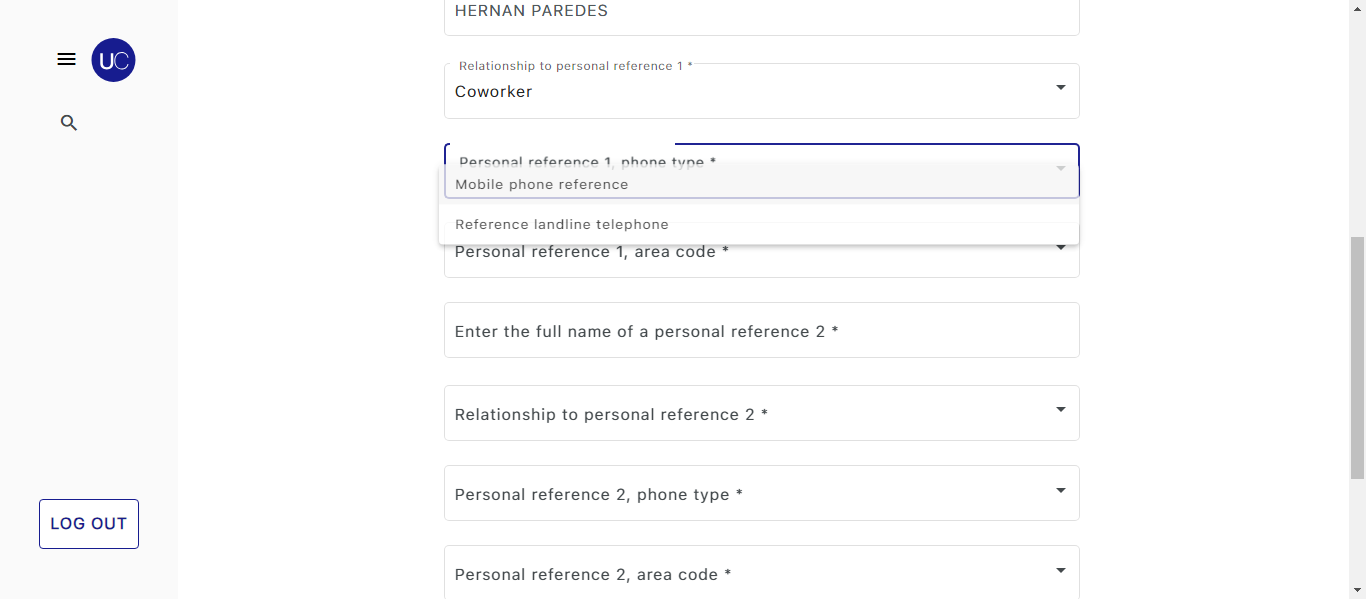 HERNAN PAREDES
UC
Relationship to personal reference 1 *
Coworker
Personal reference 1, phone type *
Mobile phone reference
Reference landline telephone
Personal reference 1, area code *
Enter the full name of a personal reference 2 *
Relationship to personal reference 2 *
Personal reference 2, phone type *
LOG OUT
Personal reference 2, area code *